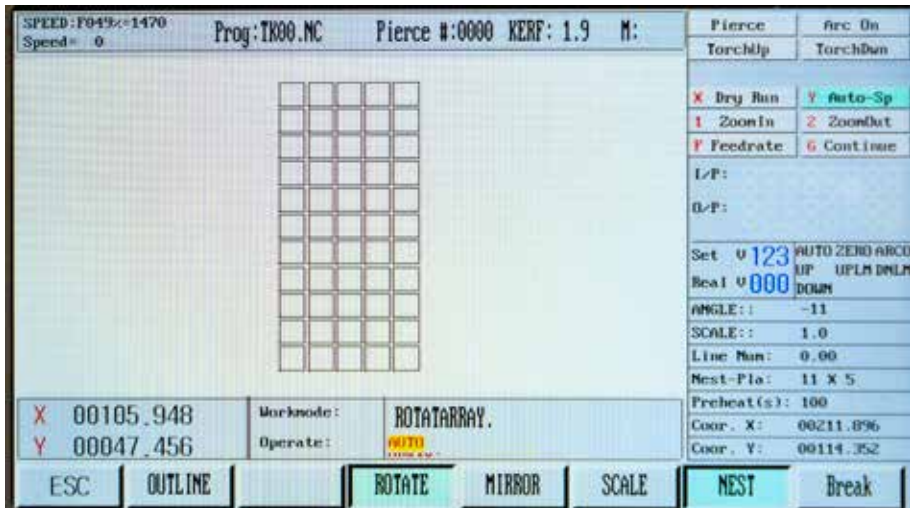 SPEED:F049%=1470
Speed= 0
Prog:TK00.NC Pierce #:0000 KERF: 1.9 M:
Pierce Arc On
TorchUp TorchDwn
X Dry Run Y Auto-Sp
1 ZoomIn 2 ZoomOut
F Feedrate G Continue
I/P:
O/P:
Set V 123 AUTO ZERO ARCO
UP UPLM DNLM
Real V 000 DOWN
ANGLE:: -11
SCALE:: 1.0
Line Num: 0.00
Nest-Pla: 11 X 5
Preheat(s): 100
Coor. X: 00211.896
Coor. Y: 00114.352
X 00105.948
Y 00047.456
Workmode: ROTATARRAY.
Operate: AUTO
ESC OUTLINE ROTATE MIRROR SCALE NEST Break